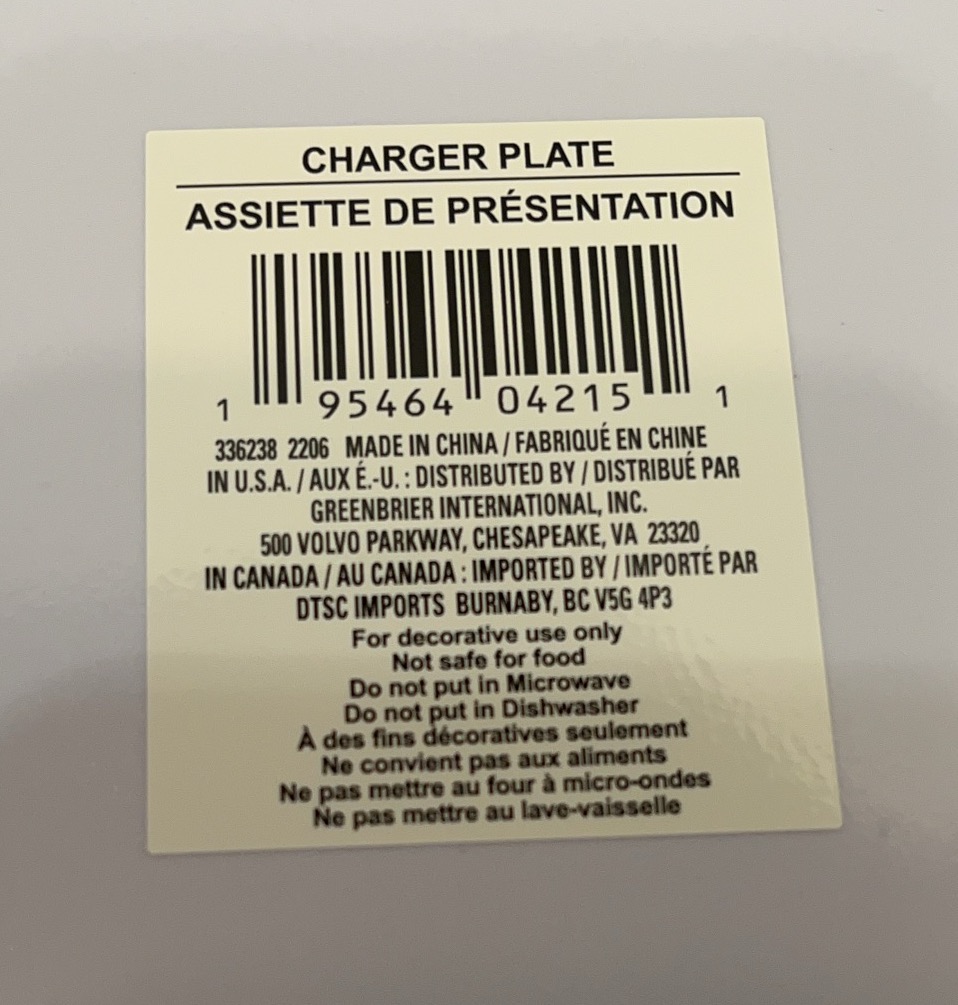 CHARGER PLATE
ASSIETTE DE PRÉSENTATION
1 95464 04215 1
336238 2206 MADE IN CHINA / FABRIQUÉ EN CHINE
IN U.S.A. / AUX É.-U. : DISTRIBUTED BY / DISTRIBUÉ PAR
GREENBRIER INTERNATIONAL, INC.
500 VOLVO PARKWAY, CHESAPEAKE, VA 23320
IN CANADA / AU CANADA : IMPORTED BY / IMPORTÉ PAR
DTSC IMPORTS BURNABY, BC V5G 4P3
For decorative use only
Not safe for food
Do not put in Microwave
Do not put in Dishwasher
À des fins décoratives seulement
Ne convient pas aux aliments
Ne pas mettre au four à micro-ondes
Ne pas mettre au lave-vaisselle